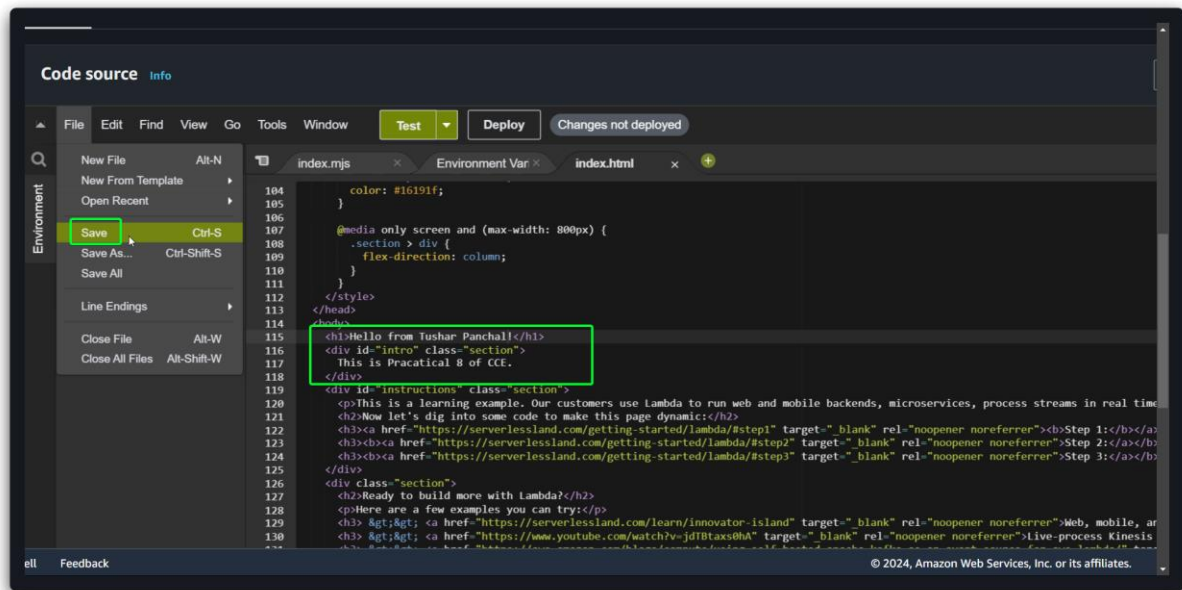 Code source Info
File Edit Find View Go Tools Window Test Deploy Changes not deployed
New File Alt-N
New From Template
Open Recent
Save Ctrl-S
Save As... Ctrl-Shift-S
Save All
Line Endings
Close File Alt-W
Close All Files Alt-Shift-W
Environment
index.mjs Environment Var index.html
104 color: #16191f;
105 }
106
107 @media only screen and (max-width: 800px) {
108 .section > div {
109 flex-direction: column;
110 }
111 }
112 </style>
113 </head>
114 <body>
115 <h1>Hello from Tushar Panchal!</h1>
116 <div id="intro" class="section">
117 This is Pracatical 8 of CCE.
118 </div>
119 <div id="instructions" class="section">
120 <p>This is a learning example. Our customers use Lambda to run web and mobile backends, microservices, process streams in real time
121 <h2>Now let's dig into some code to make this page dynamic:</h2>
122 <h3><a href="https://serverlessland.com/getting-started/lambda/#step1" target="_blank" rel="noopener noreferrer"><b>Step 1:</b></a>
123 <h3><b><a href="https://serverlessland.com/getting-started/lambda/#step2" target="_blank" rel="noopener noreferrer">Step 2:</a></b>
124 <h3><b><a href="https://serverlessland.com/getting-started/lambda/#step3" target="_blank" rel="noopener noreferrer">Step 3:</a></b>
125 </div>
126 <div class="section">
127 <h2>Ready to build more with Lambda?</h2>
128 <p>Here are a few examples you can try:</p>
129 <h3> &gt;&gt; <a href="https://serverlessland.com/learn/innovator-island" target="_blank" rel="noopener noreferrer">Web, mobile, an
130 <h3> &gt;&gt; <a href="https://www.youtube.com/watch?v=jdTBtaxs0hA" target="_blank" rel="noopener noreferrer">Live-process Kinesis
ell Feedback © 2024, Amazon Web Services, Inc. or its affiliates.